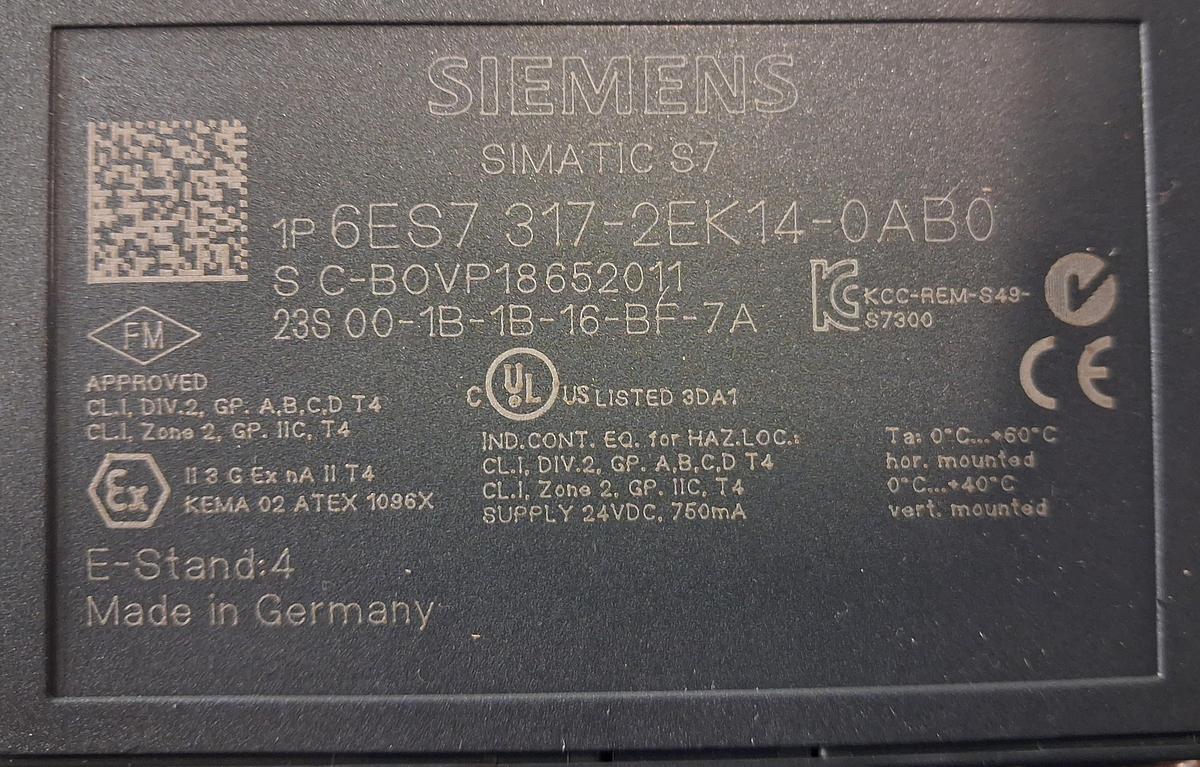 SIEMENS
SIMATIC S7
1P 6ES7 317-2EK14-0AB0
S C-BOVP18652011
23S 00-1B-1B-16-BF-7A
KCC-REM-S49-
S7300
FM
APPROVED
CL.I, DIV.2, GP. A,B,C,D T4
CL.I, Zone 2, GP. IIC, T4
Ex
II 3 G Ex nA II T4
KEMA 02 ATEX 1096X
C UL US LISTED 3DA1
IND.CONT. EQ. for HAZ.LOC.:
CL.I, DIV.2, GP. A,B,C,D T4
CL.I, Zone 2, GP. IIC, T4
SUPPLY 24VDC, 750mA
CE
Ta: 0°C...+60°C
hor. mounted
0°C...+40°C
vert. mounted
E-Stand:4
Made in Germany